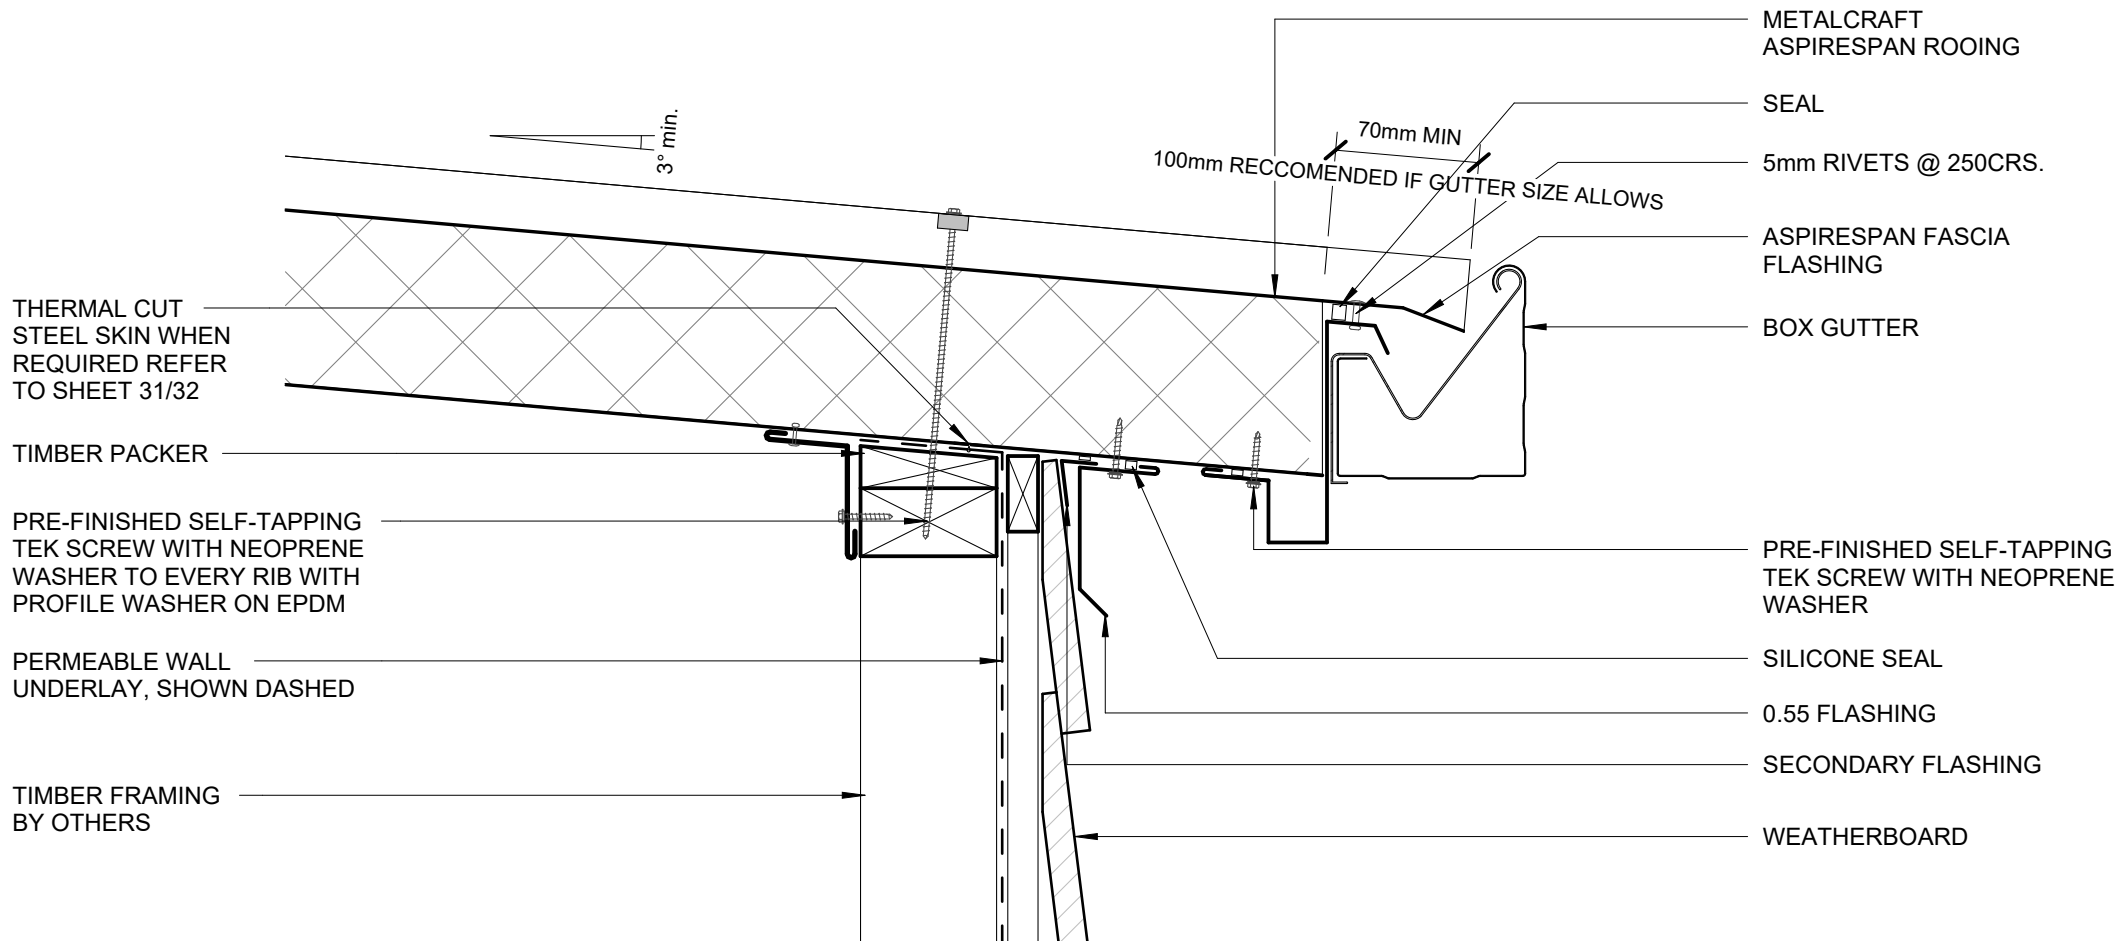 METALCRAFT
ASPIRESPAN ROOING
SEAL
70mm MIN
100mm RECCOMENDED IF GUTTER SIZE ALLOWS
5mm RIVETS @ 250CRS.
3° min.
ASPIRESPAN FASCIA
FLASHING
BOX GUTTER
THERMAL CUT
STEEL SKIN WHEN
REQUIRED REFER
TO SHEET 31/32
TIMBER PACKER
PRE-FINISHED SELF-TAPPING
TEK SCREW WITH NEOPRENE
WASHER TO EVERY RIB WITH
PROFILE WASHER ON EPDM
PERMEABLE WALL
UNDERLAY, SHOWN DASHED
TIMBER FRAMING
BY OTHERS
PRE-FINISHED SELF-TAPPING
TEK SCREW WITH NEOPRENE
WASHER
SILICONE SEAL
0.55 FLASHING
SECONDARY FLASHING
WEATHERBOARD